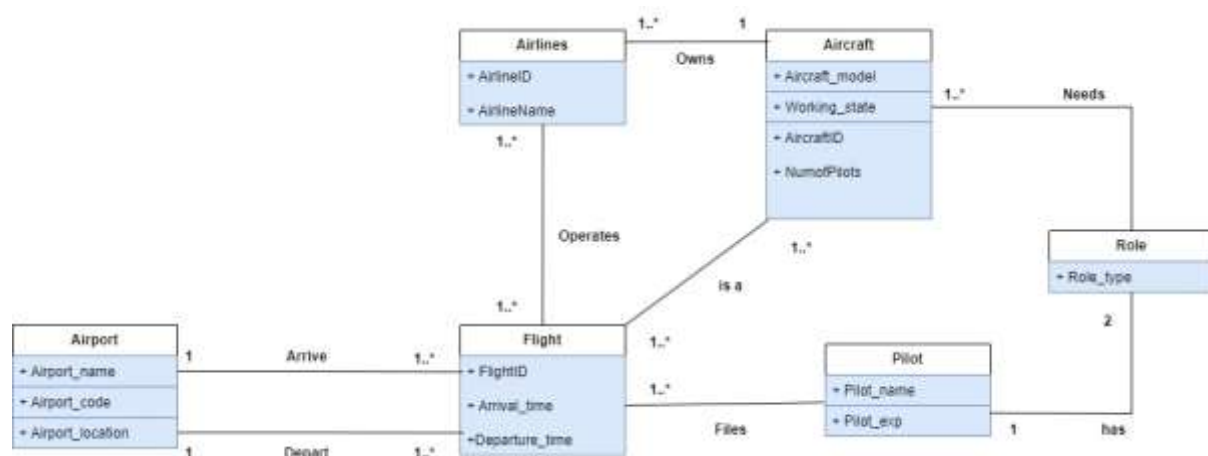 1..*
1
Airlines
Owns
Aircraft
+ AirlineID
+ AirlineName
+ Aircraft_model
+ Working_state
+ AircraftID
+ NumofPilots
1..*
Needs
1..*
Operates
1..*
is a
Role
+ Role_type
2
1..*
Airport
+ Airport_name
+ Airport_code
+ Airport_location
1
Arrive
1..*
Flight
+ FlightID
+ Arrival_time
+Departure_time
1..*
1..*
Files
Pilot
+ Pilot_name
+ Pilot_exp
1
has
1
Depart
1..*